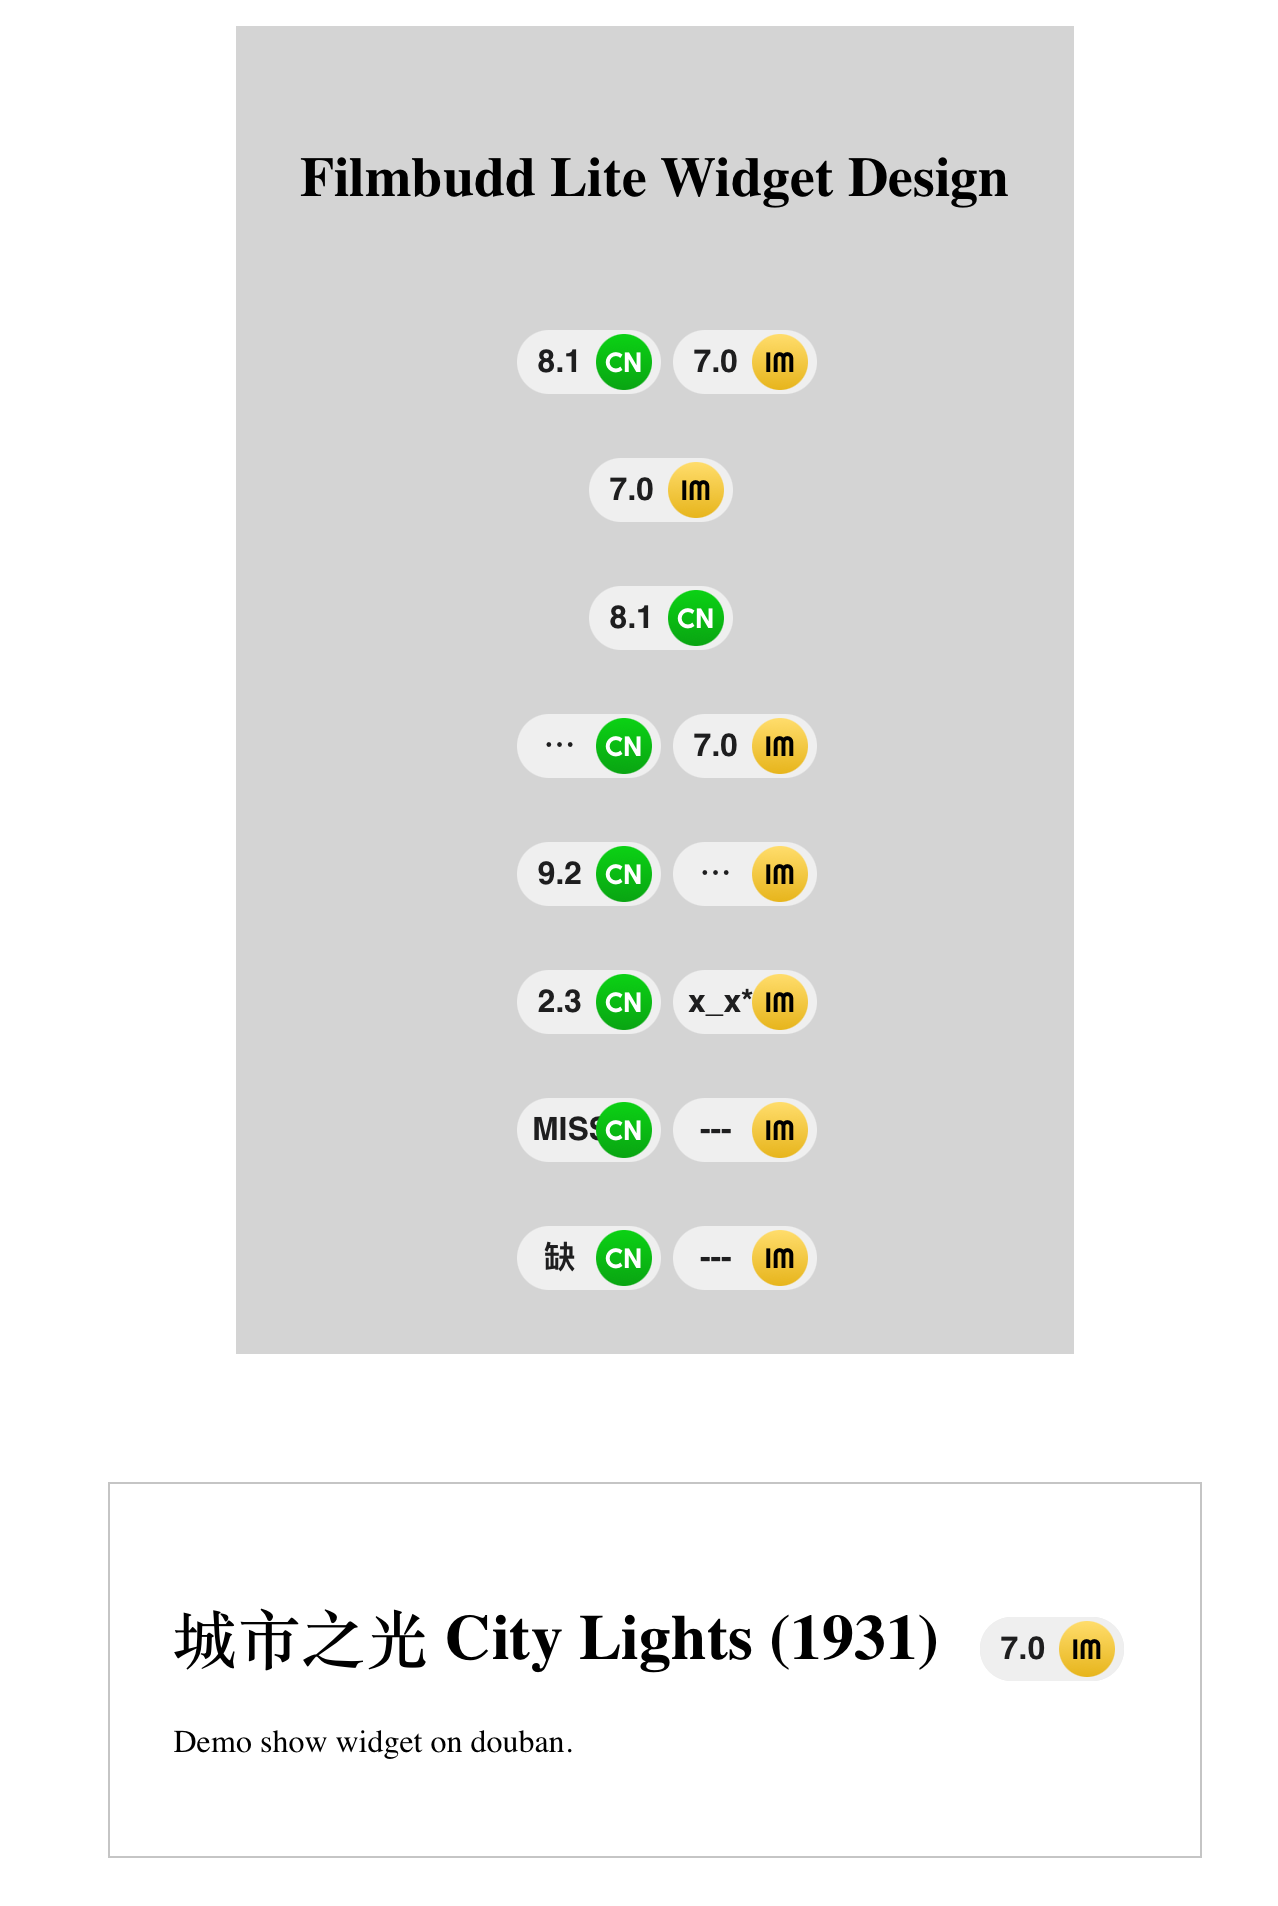 Filmbudd Lite Widget Design
8.1 CN 7.0 IM
7.0 IM
8.1 CN
… CN 7.0 IM
9.2 CN … IM
2.3 CN x_x* IM
MISS CN --- IM
缺 CN --- IM
城市之光 City Lights (1931) 7.0 IM
Demo show widget on douban.